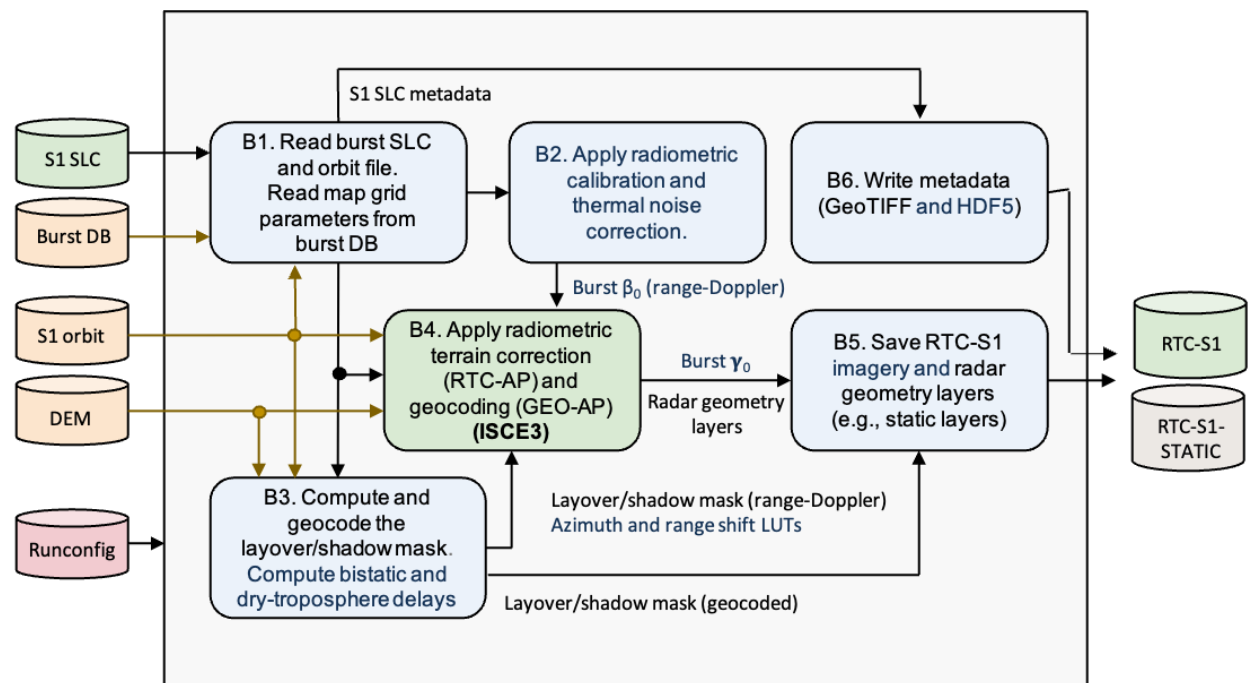 S1 SLC metadata
S1 SLC
Burst DB
S1 orbit
DEM
Runconfig
B1. Read burst SLC
and orbit file.
Read map grid
parameters from
burst DB
B2. Apply radiometric
calibration and
thermal noise
correction.
B6. Write metadata
(GeoTIFF and HDF5)
Burst β₀ (range-Doppler)
B4. Apply radiometric
terrain correction
(RTC-AP) and
geocoding (GEO-AP)
(ISCE3)
Burst γ₀
Radar geometry
layers
B5. Save RTC-S1
imagery and radar
geometry layers
(e.g., static layers)
RTC-S1
RTC-S1-
STATIC
B3. Compute and
geocode the
layover/shadow mask.
Compute bistatic and
dry-troposphere delays
Layover/shadow mask (range-Doppler)
Azimuth and range shift LUTs
Layover/shadow mask (geocoded)